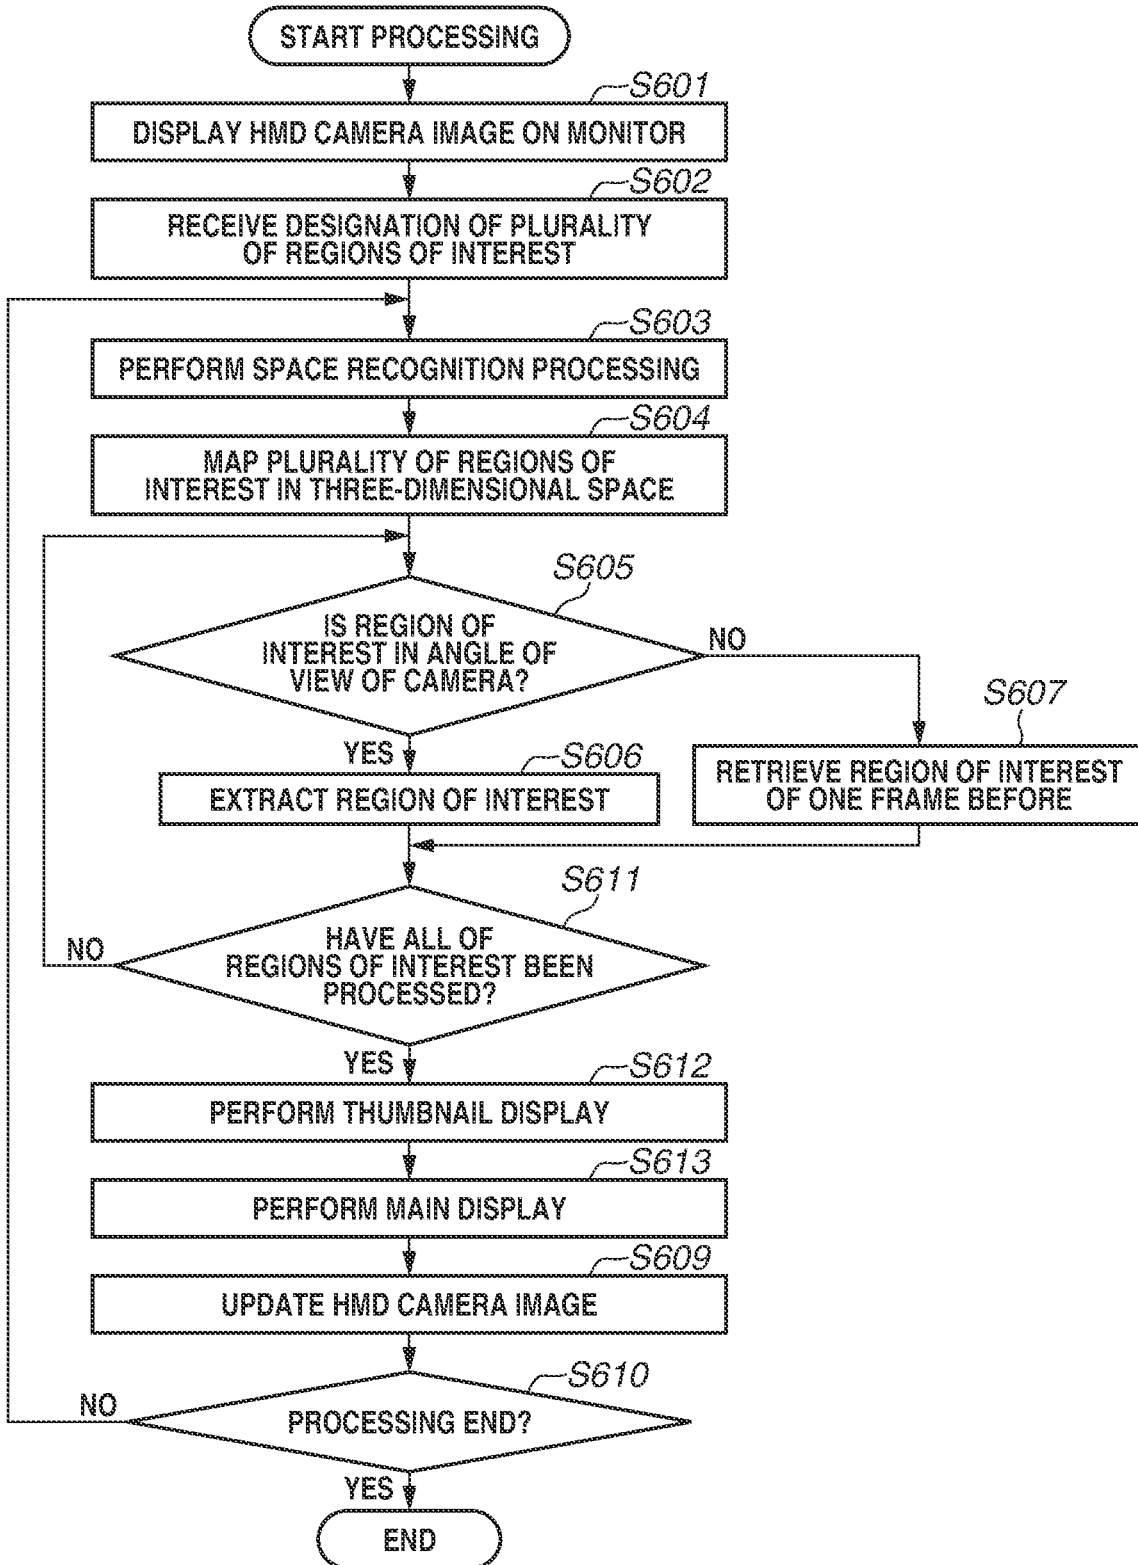 START PROCESSING
S601
DISPLAY HMD CAMERA IMAGE ON MONITOR
S602
RECEIVE DESIGNATION OF PLURALITY
OF REGIONS OF INTEREST
S603
PERFORM SPACE RECOGNITION PROCESSING
S604
MAP PLURALITY OF REGIONS OF
INTEREST IN THREE-DIMENSIONAL SPACE
S605
IS REGION OF
INTEREST IN ANGLE OF
VIEW OF CAMERA?
NO
YES
S606
EXTRACT REGION OF INTEREST
S607
RETRIEVE REGION OF INTEREST
OF ONE FRAME BEFORE
S611
HAVE ALL OF
REGIONS OF INTEREST BEEN
PROCESSED?
NO
YES
S612
PERFORM THUMBNAIL DISPLAY
S613
PERFORM MAIN DISPLAY
S609
UPDATE HMD CAMERA IMAGE
S610
PROCESSING END?
NO
YES
END